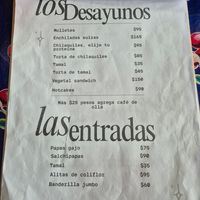 los Desayunos
Molletes $95
Enchiladas suizas $145
Chilaquiles, elije tu $95
proteína
Torta de chilaquiles $80
Tamal $35
Torta de tamal $45
Vegetal sandwich $130
Hotcakes $90
Más $25 pesos agrega café de
olla
las entradas
Papas gajo $75
Salchipapas $90
Tamal $35
Alitas de coliflor $95
Banderilla jumbo $60